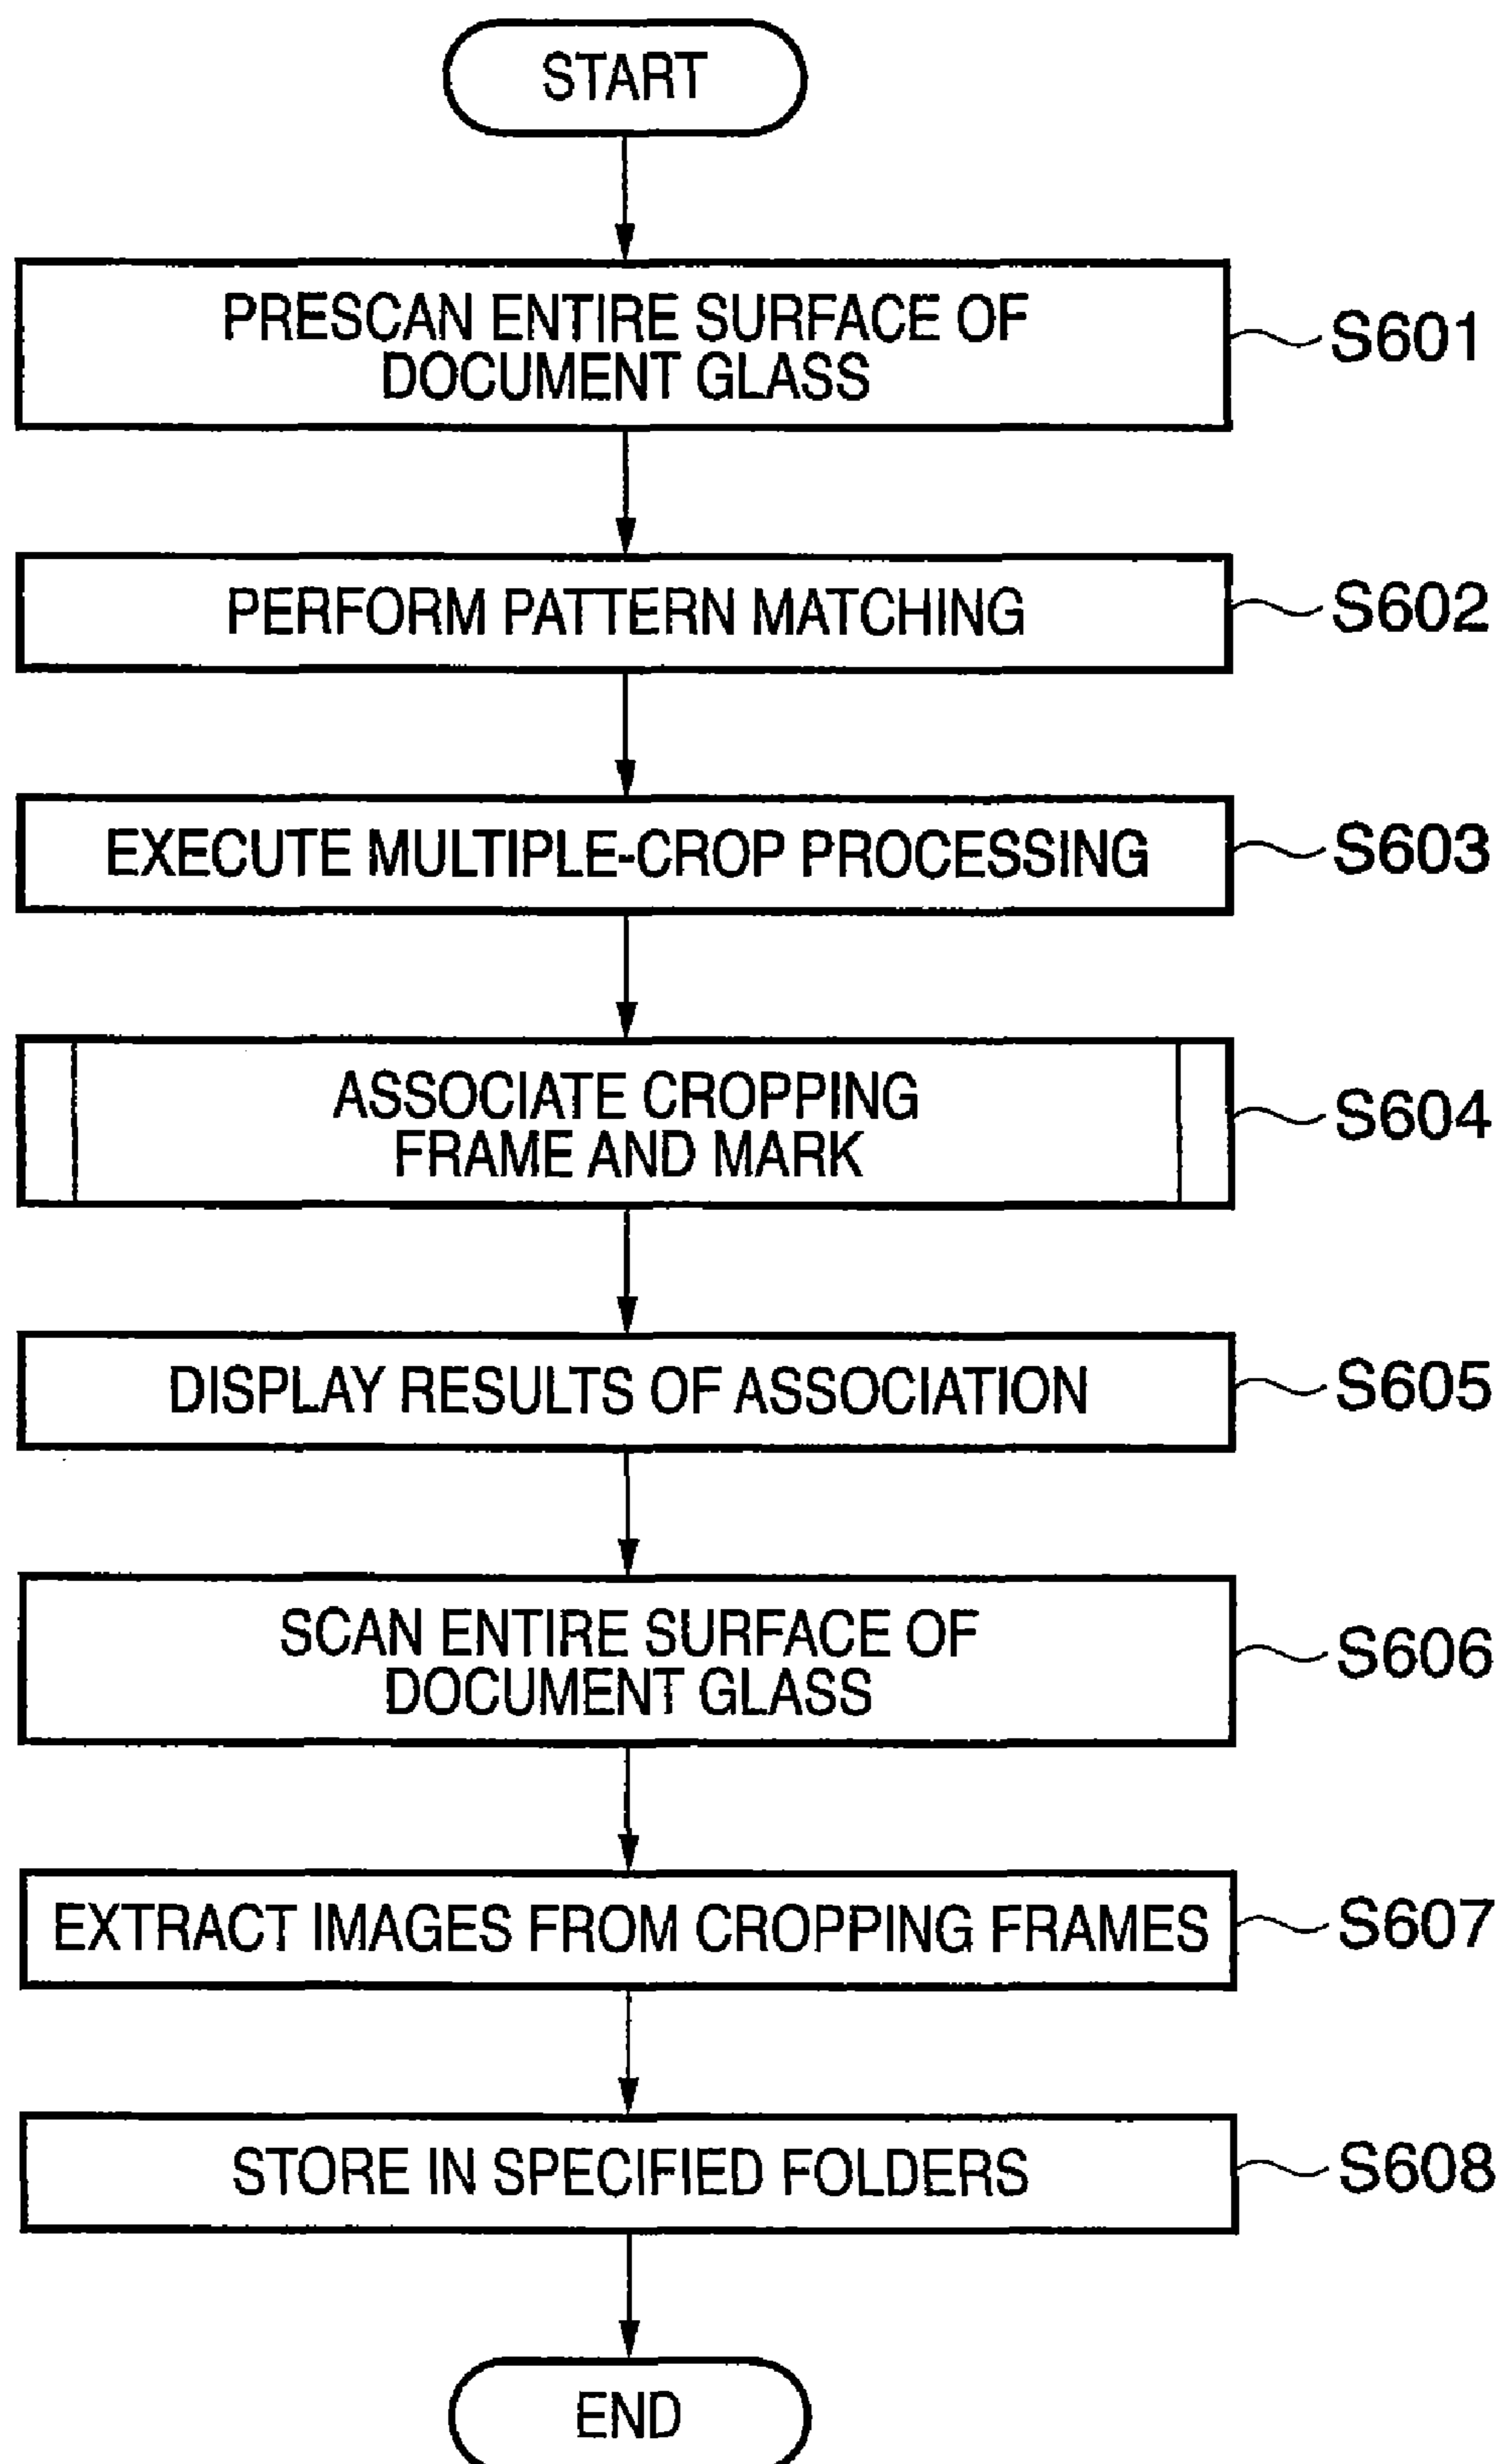 START
PRESCAN ENTIRE SURFACE OF
DOCUMENT GLASS
S601
PERFORM PATTERN MATCHING
S602
EXECUTE MULTIPLE-CROP PROCESSING
S603
ASSOCIATE CROPPING
FRAME AND MARK
S604
DISPLAY RESULTS OF ASSOCIATION
S605
SCAN ENTIRE SURFACE OF
DOCUMENT GLASS
S606
EXTRACT IMAGES FROM CROPPING FRAMES
S607
STORE IN SPECIFIED FOLDERS
S608
END